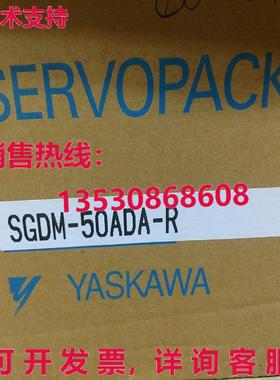 术支持
SERVOPACK
销售热线:
13530868608
SGDM-50ADA-R
YASKAWA
可开发票,详询客服